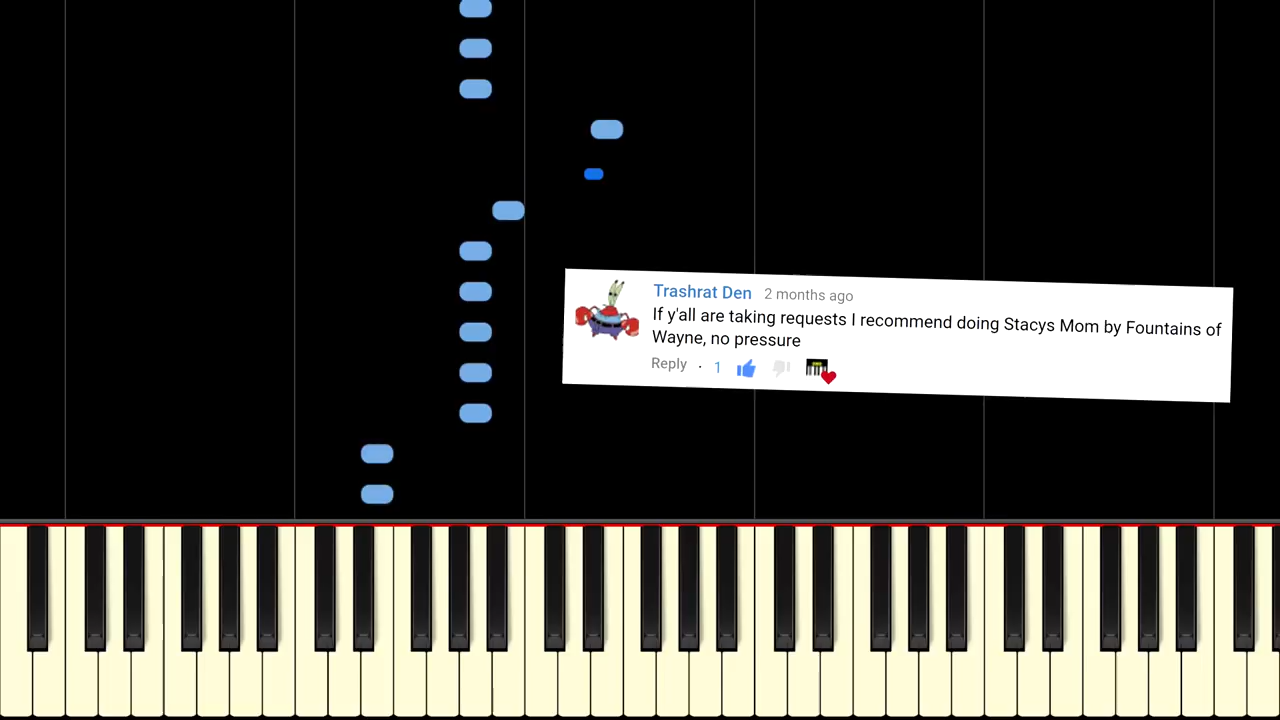 Trashrat Den 2 months ago
If y'all are taking requests I recommend doing Stacys Mom by Fountains of
Wayne, no pressure
Reply · 1